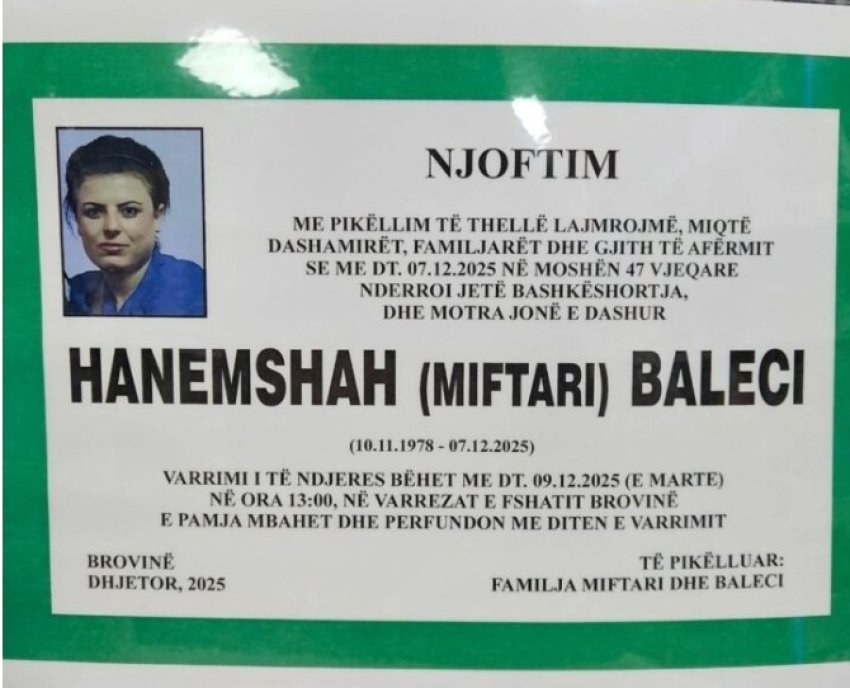 NJOFTIM
ME PIKËLLIM TË THELLË LAJMROJMË, MIQTË
DASHAMIRËT, FAMILJARËT DHE GJITH TË AFËRMIT
SE ME DT. 07.12.2025 NË MOSHËN 47 VJEQARE
NDERROI JETË BASHKËSHORTJA,
DHE MOTRA JONË E DASHUR
HANEMSHAH (MIFTARI) BALECI
(10.11.1978 - 07.12.2025)
VARRIMI I TË NDJERES BËHET ME DT. 09.12.2025 (E MARTE)
NË ORA 13:00, NË VARREZAT E FSHATIT BROVINË
E PAMJA MBAHET DHE PERFUNDON ME DITEN E VARRIMIT
BROVINË
DHJETOR, 2025
TË PIKËLLUAR:
FAMILJA MIFTARI DHE BALECI